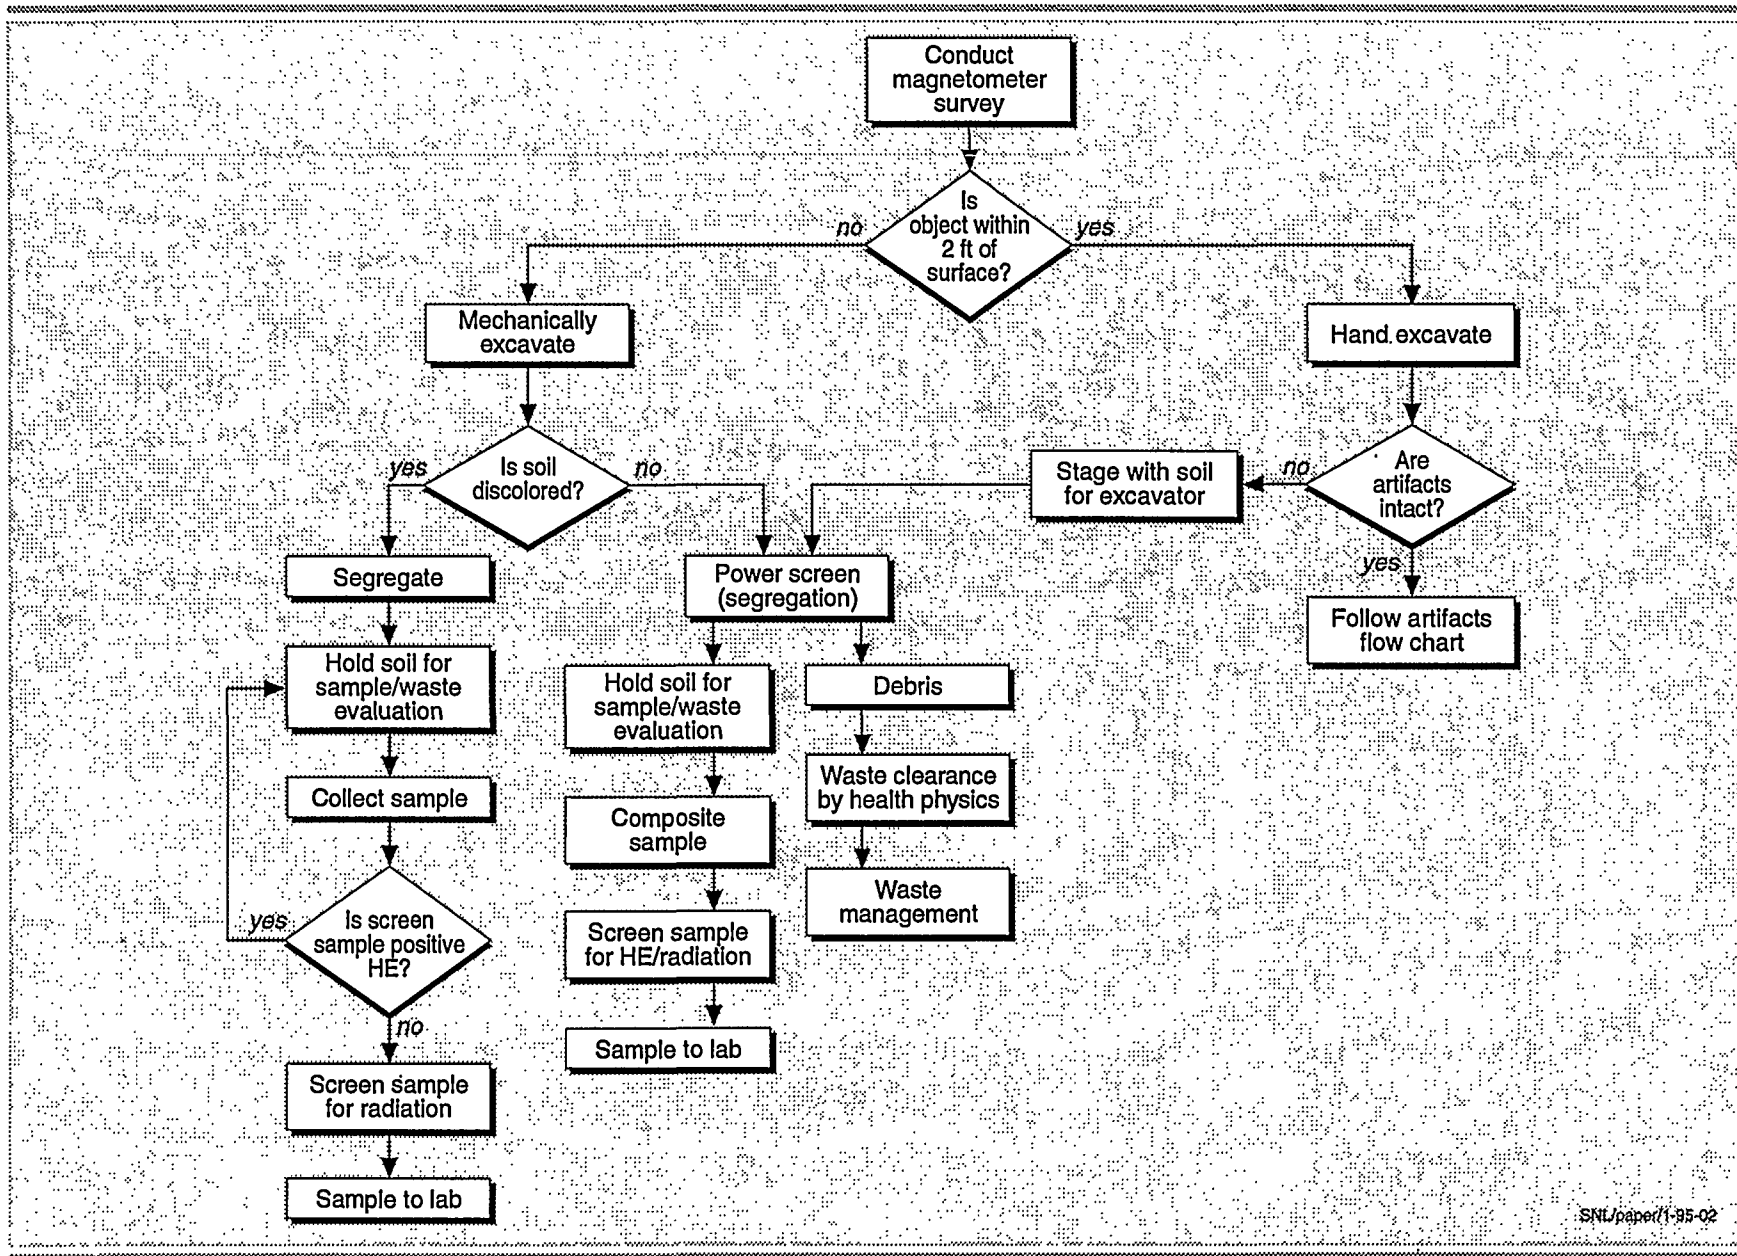 Conduct
magnetometer
survey
Is
object within
2 ft of
surface?
no
yes
Mechanically
excavate
Hand.excavate
Is soil
discolored?
yes
no
Stage with soil
for excavator
no
Are
artifacts
intact?
yes
Segregate
Power screen
(segregation)
Follow artifacts
flow chart
Hold soil for
sample/waste
evaluation
Hold soil for
sample/waste
evaluation
Debris
Collect sample
Composite
sample
Waste clearance
by health physics
Is screen
sample positive
HE?
yes
no
Screen sample
for HE/radiation
Waste
management
Screen sample
for radiation
Sample to lab
Sample to lab
SNL/paper/1-95-02